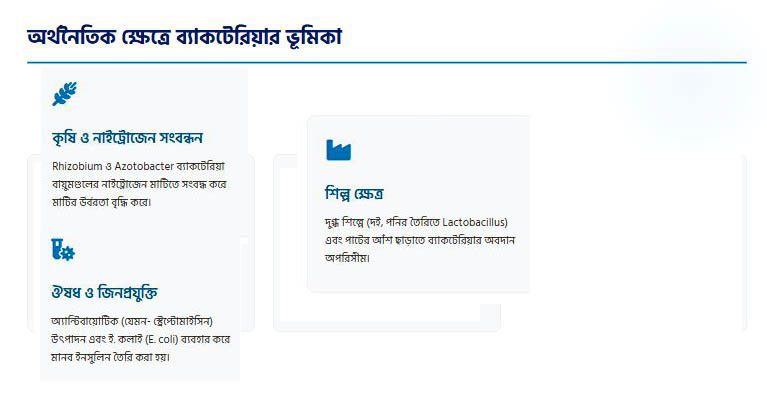 অর্থনৈতিক ক্ষেত্রে ব্যাকটেরিয়ার ভূমিকা
কৃষি ও নাইট্রোজেন সংবন্ধন
Rhizobium ও Azotobacter ব্যাকটেরিয়া
বায়ুমণ্ডলের নাইট্রোজেন মাটিতে সংবদ্ধ করে
মাটির উর্বরতা বৃদ্ধি করে।
ঔষধ ও জিনপ্রযুক্তি
অ্যান্টিবায়োটিক (যেমন- স্ট্রেপ্টোমাইসিন)
উৎপাদন এবং ই. কলাই (E. coli) ব্যবহার করে
মানব ইনসুলিন তৈরি করা হয়।
শিল্প ক্ষেত্র
দুগ্ধ শিল্পে (দই, পনির তৈরিতে Lactobacillus)
এবং পাটের আঁশ ছাড়াতে ব্যাকটেরিয়ার অবদান
অপরিসীম।